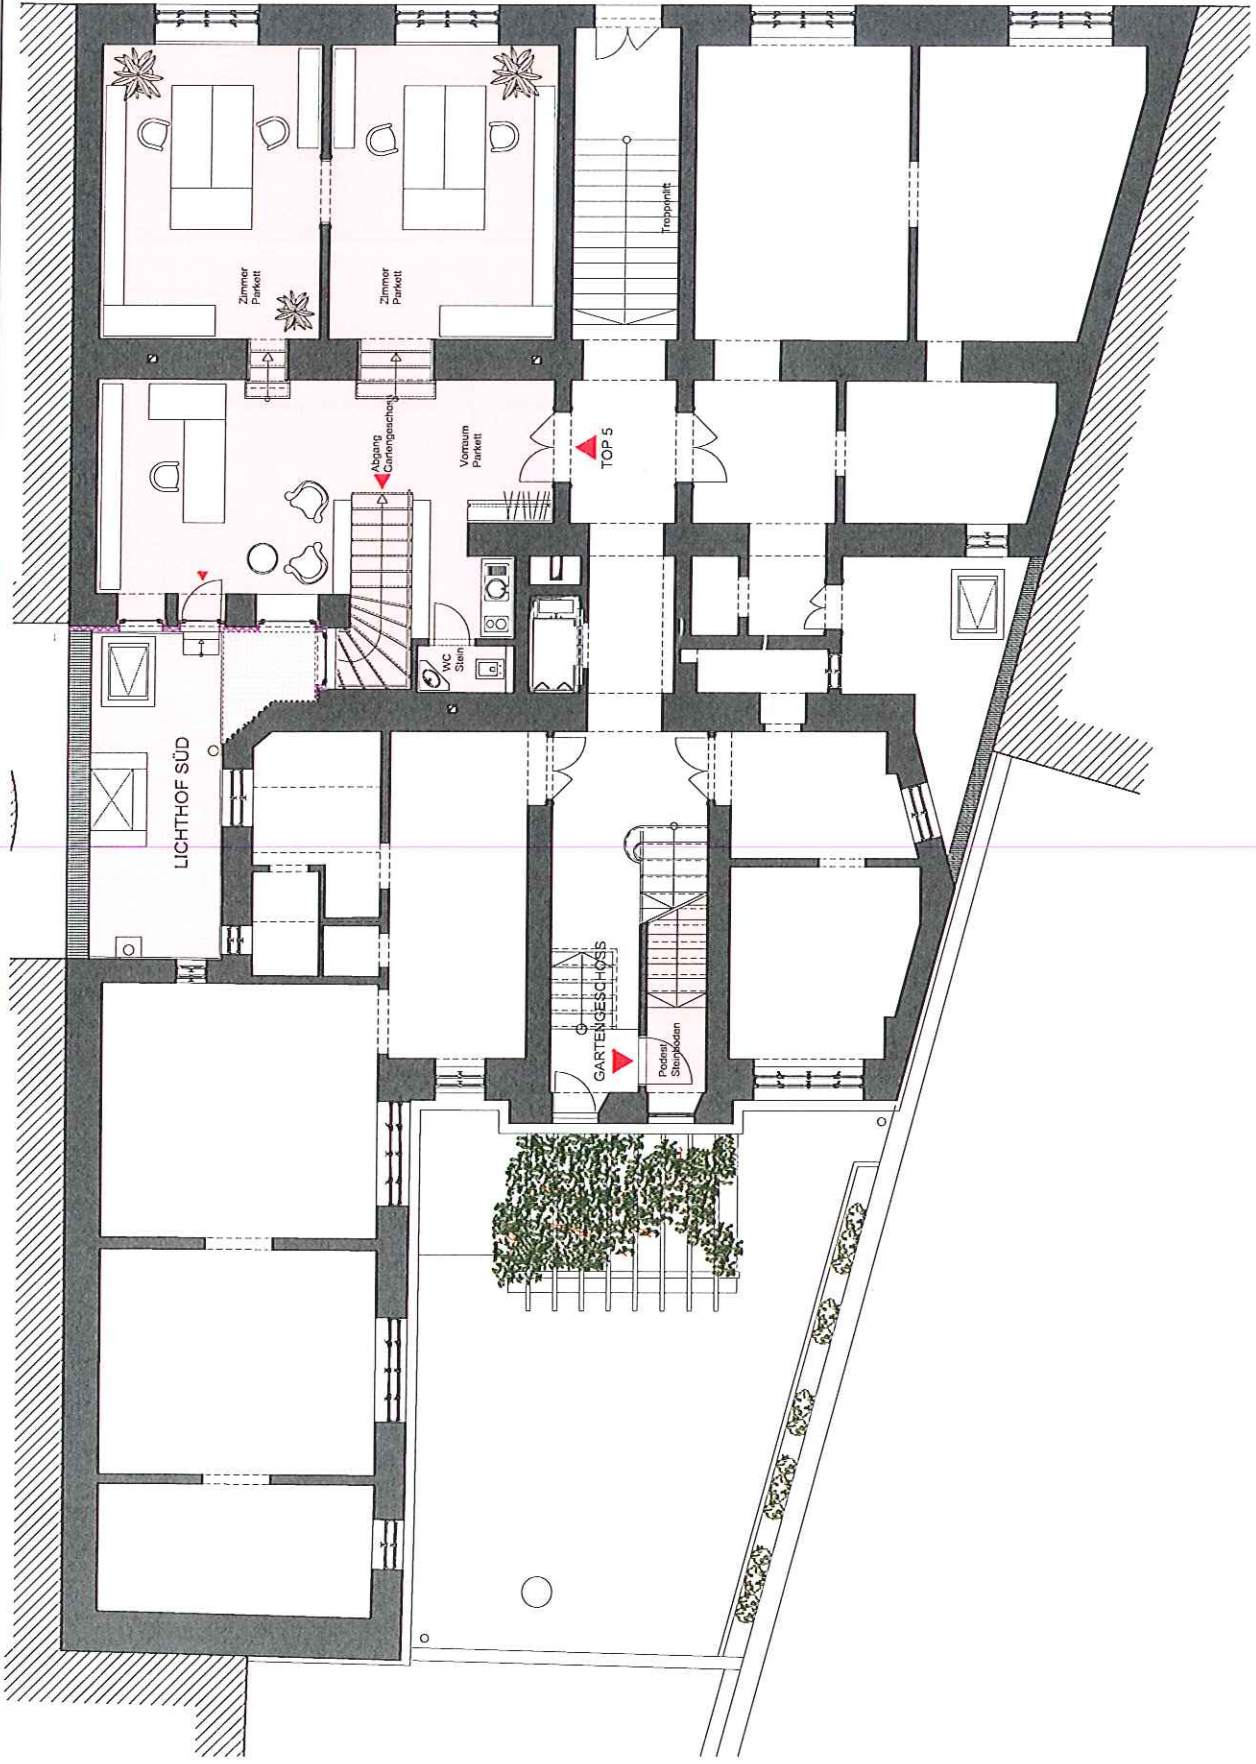 Zimmer
Parkett
Zimmer
Parkett
Treppenlift
Abgang
Gartengeschoss
Vorraum
Parkett
TOP 5
WC
Stein
LICHTHOF SÜD
GARTENGESCHOSS
Podest
Steinboden